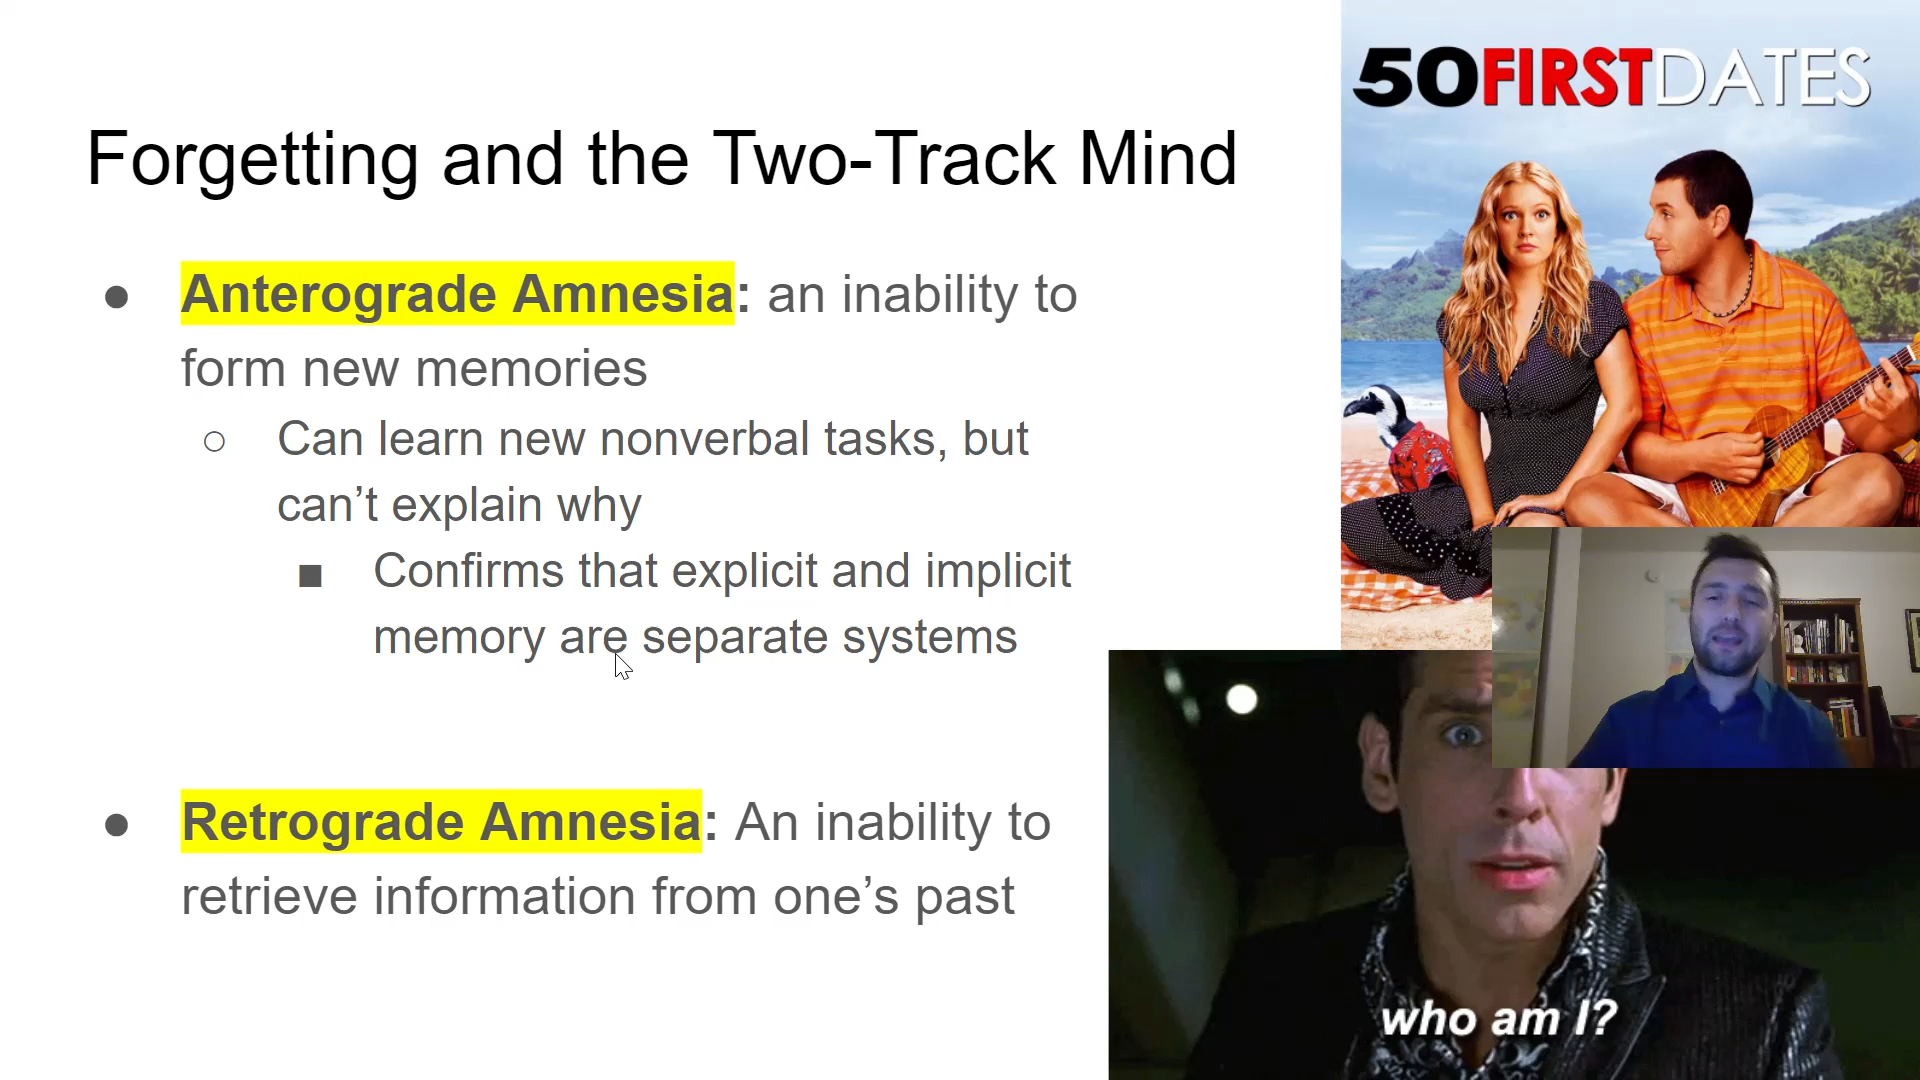 Forgetting and the Two-Track Mind
● Anterograde Amnesia: an inability to
form new memories
○ Can learn new nonverbal tasks, but
can’t explain why
■ Confirms that explicit and implicit
memory are separate systems
● Retrograde Amnesia: An inability to
retrieve information from one’s past
50FIRSTDATES
who am I?